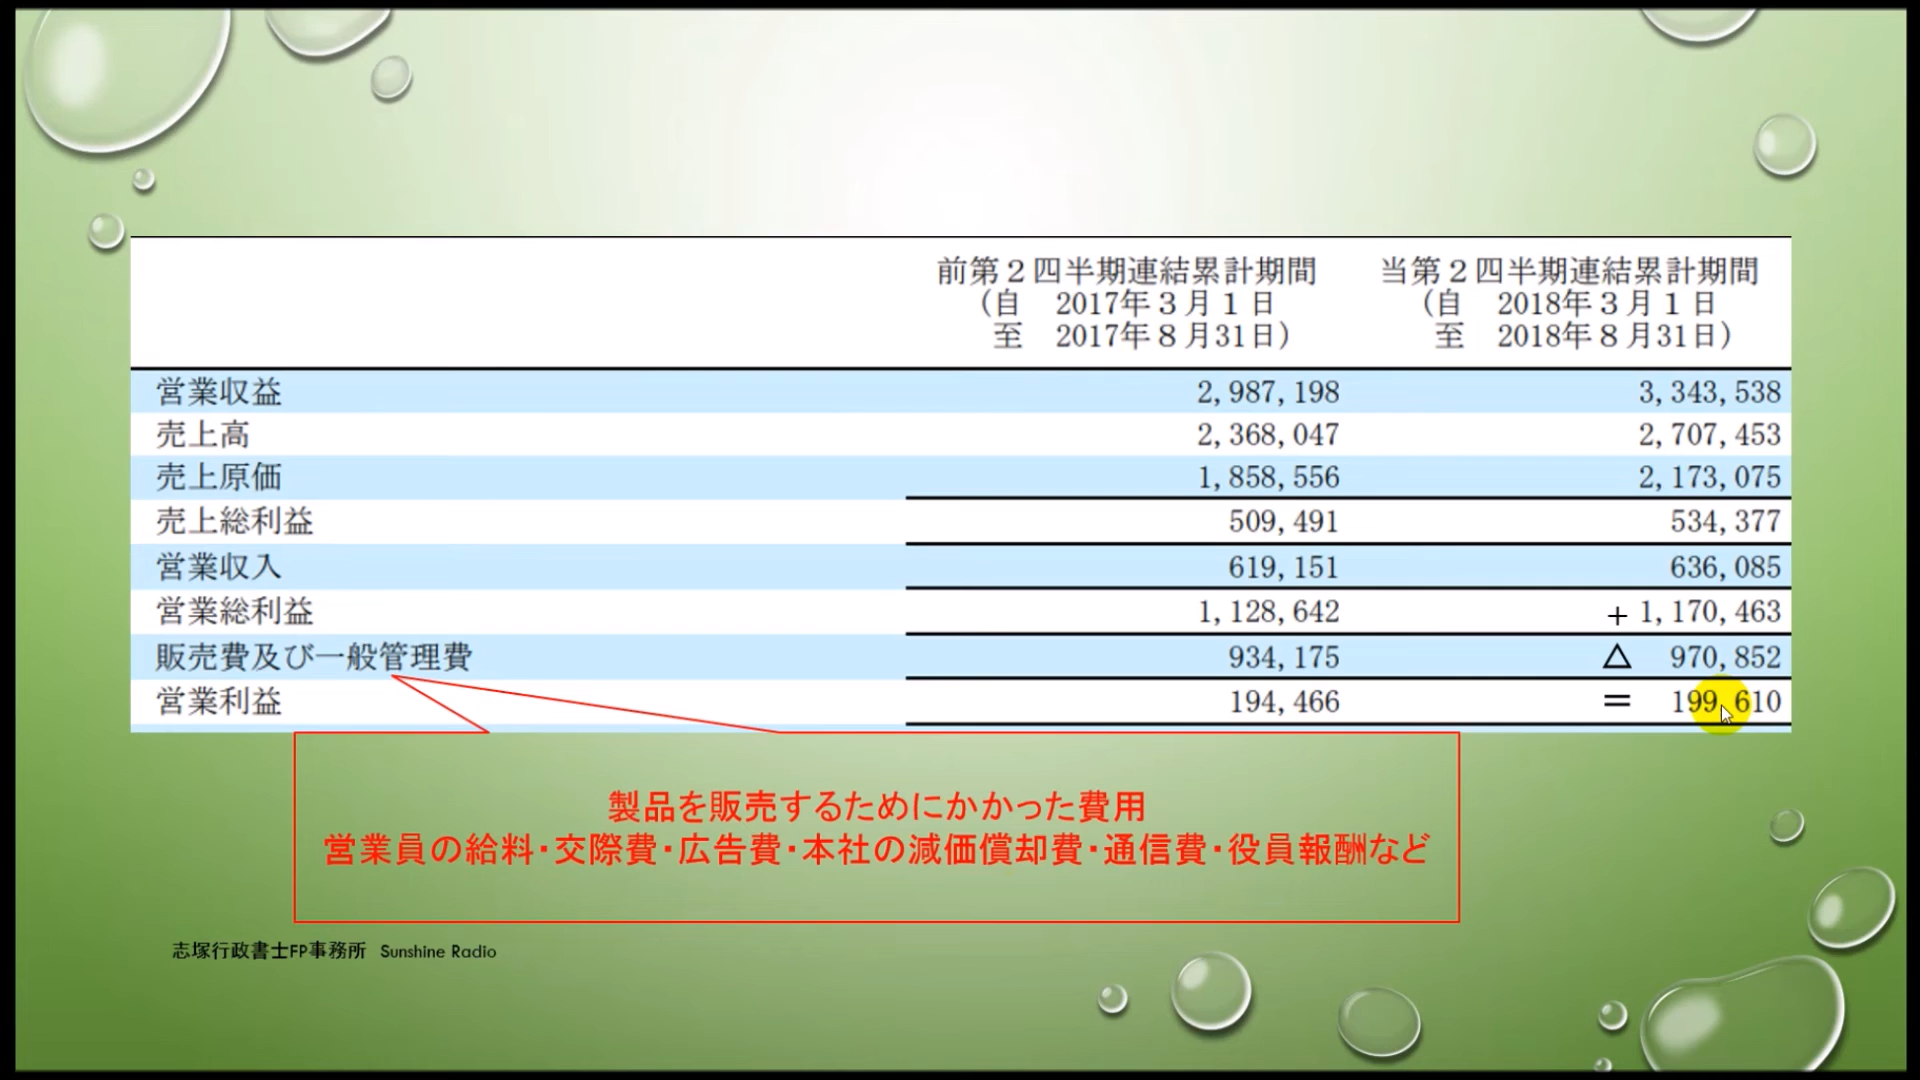 前第２四半期連結累計期間 当第２四半期連結累計期間
（自　2017年３月１日 （自　2018年３月１日
至　2017年８月31日） 至　2018年８月31日）
営業収益 2,987,198 3,343,538
売上高 2,368,047 2,707,453
売上原価 1,858,556 2,173,075
売上総利益 509,491 534,377
営業収入 619,151 636,085
営業総利益 1,128,642 ＋ 1,170,463
販売費及び一般管理費 934,175 △ 970,852
営業利益 194,466 ＝ 199,610
製品を販売するためにかかった費用
営業員の給料・交際費・広告費・本社の減価償却費・通信費・役員報酬など
志塚行政書士FP事務所　Sunshine Radio